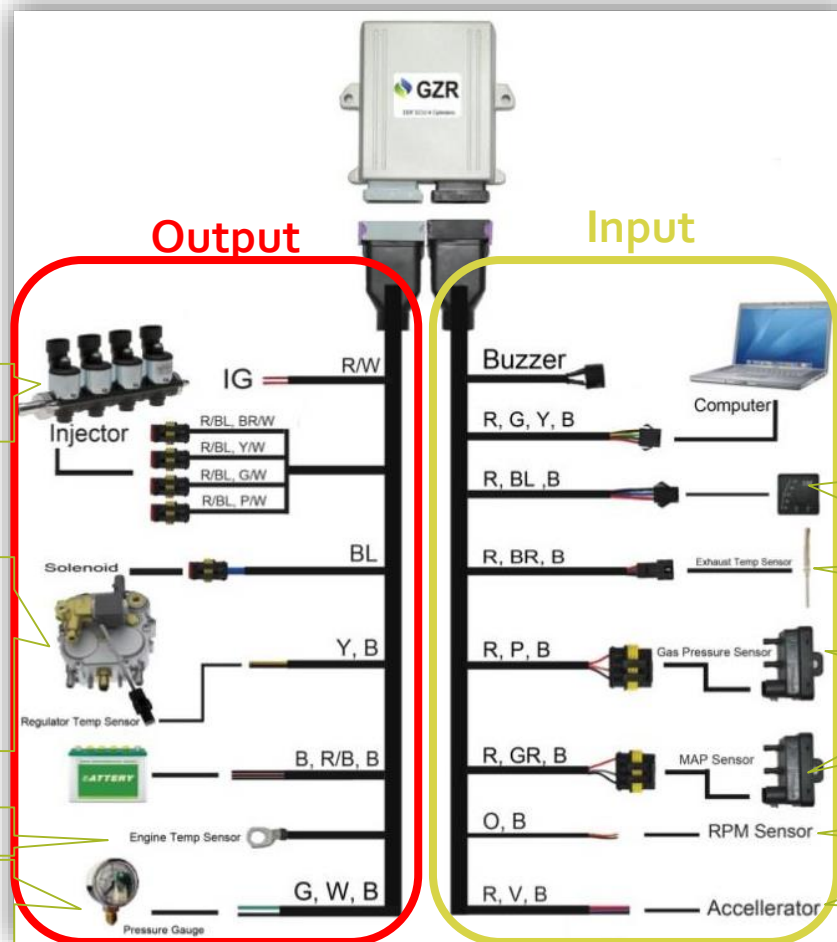 GZR
Output
Input
IG
R/W
Injector
R/BL, BR/W
R/BL, Y/W
R/BL, G/W
R/BL, P/W
Solenoid
BL
Regulator Temp Sensor
Y, B
BATTERY
B, R/B, B
Engine Temp Sensor
Pressure Gauge
G, W, B
Buzzer
R, G, Y, B
Computer
R, BL ,B
R, BR, B
Exhaust Temp Sensor
R, P, B
Gas Pressure Sensor
R, GR, B
MAP Sensor
O, B
RPM Sensor
R, V, B
Accellerator